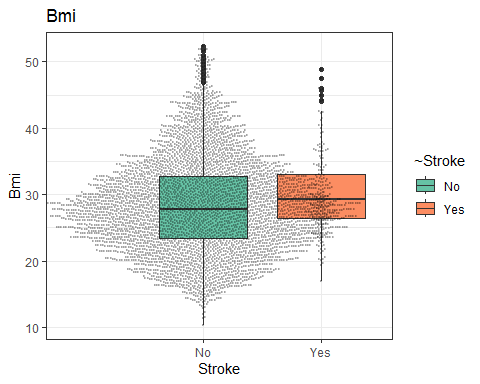 Bmi
50
40
30
20
10
Bmi
No
Yes
Stroke
~Stroke
No
Yes